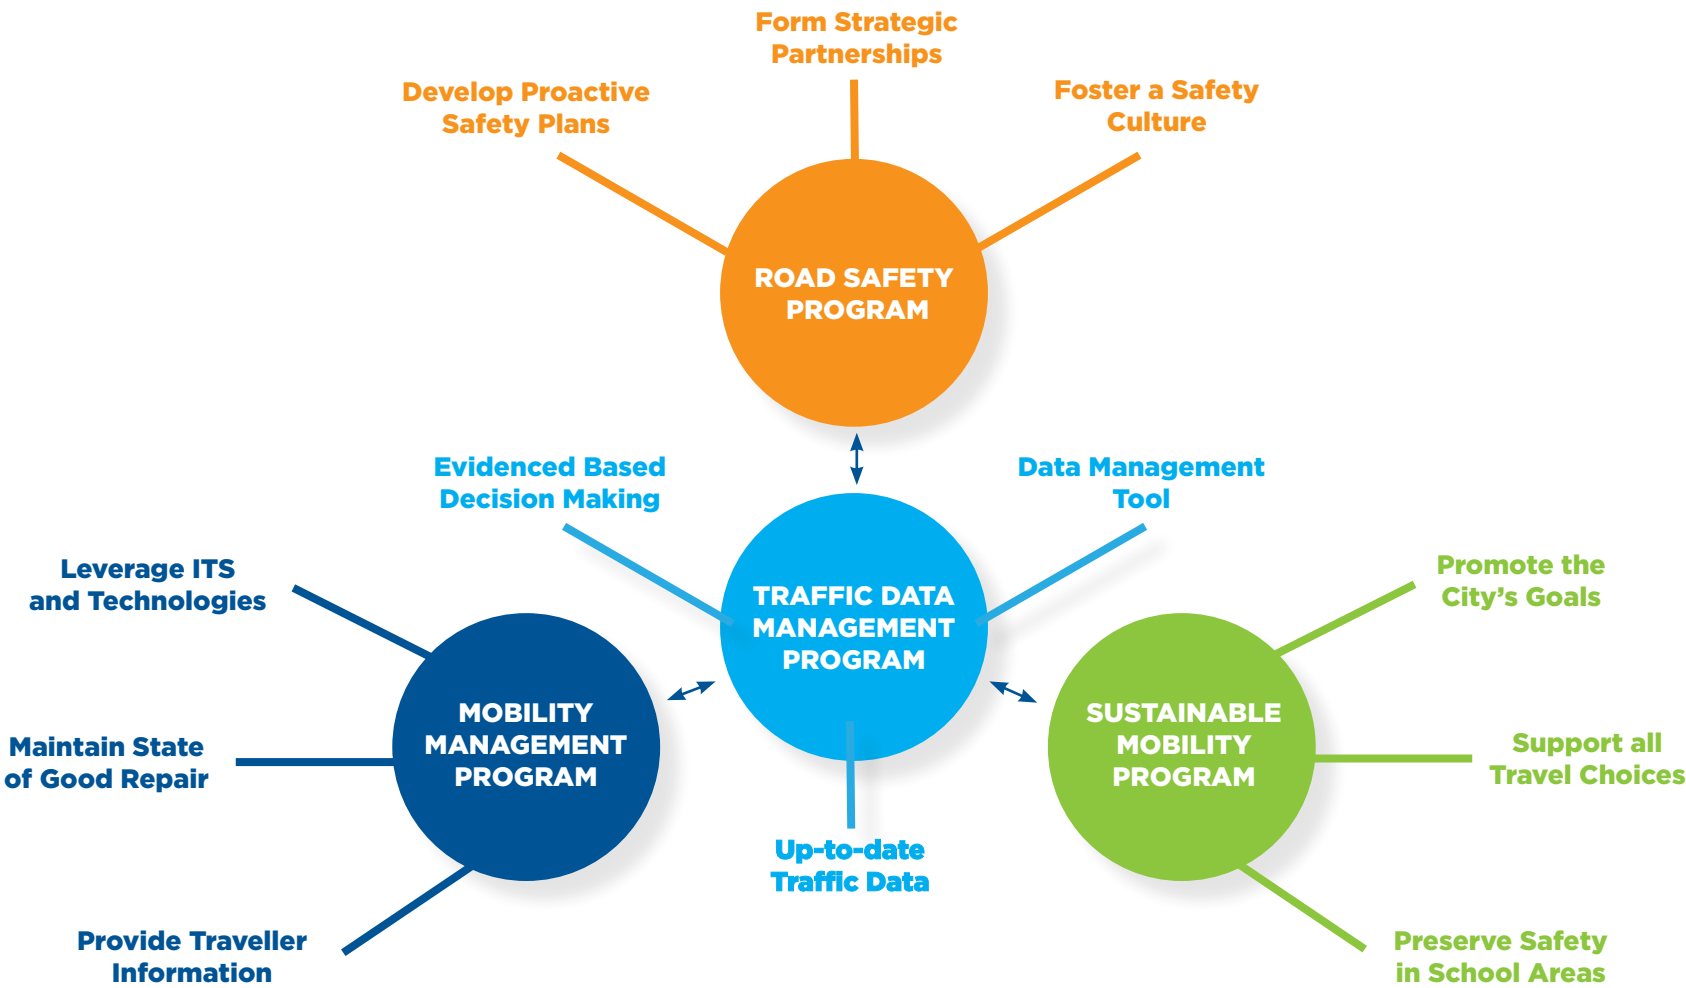 Form Strategic
Partnerships
Develop Proactive
Safety Plans
Foster a Safety
Culture
ROAD SAFETY
PROGRAM
Evidenced Based
Decision Making
Data Management
Tool
TRAFFIC DATA
MANAGEMENT
PROGRAM
Up-to-date
Traffic Data
Leverage ITS
and Technologies
Maintain State
of Good Repair
Provide Traveller
Information
MOBILITY
MANAGEMENT
PROGRAM
SUSTAINABLE
MOBILITY
PROGRAM
Promote the
City's Goals
Support all
Travel Choices
Preserve Safety
in School Areas